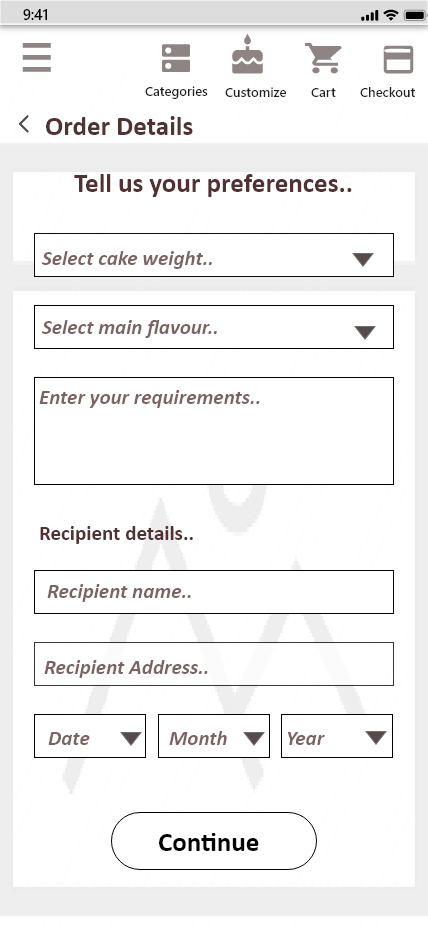 9:41
Categories Customize Cart Checkout
Order Details
Tell us your preferences..
Select cake weight..
Select main flavour..
Enter your requirements..
Recipient details..
Recipient name..
Recipient Address..
Date Month Year
Continue